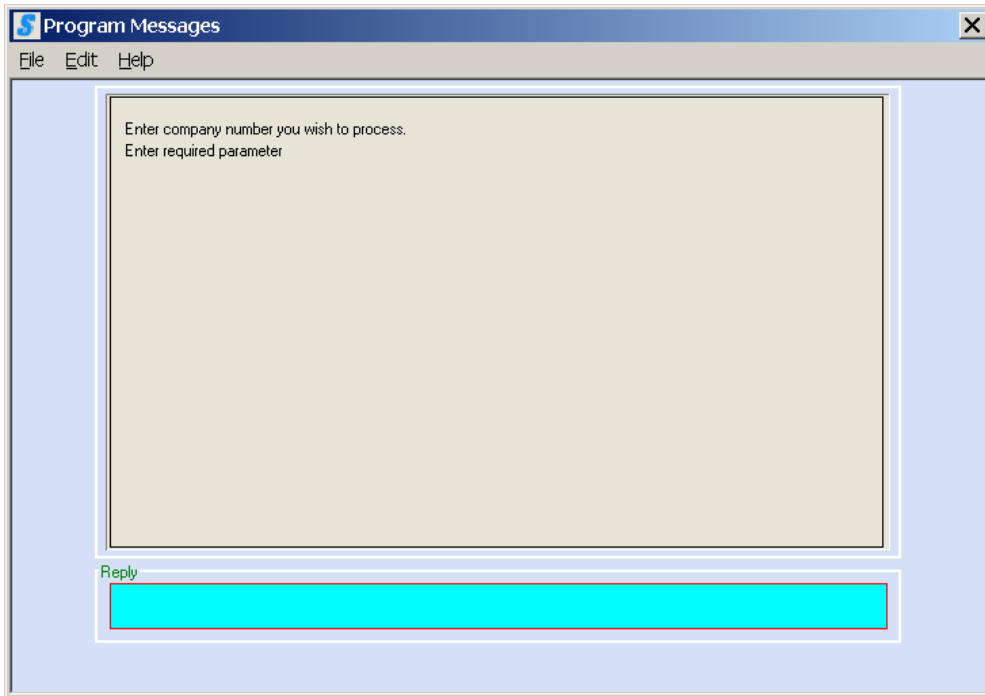 S Program Messages
File Edit Help
Enter company number you wish to process.
Enter required parameter
Reply